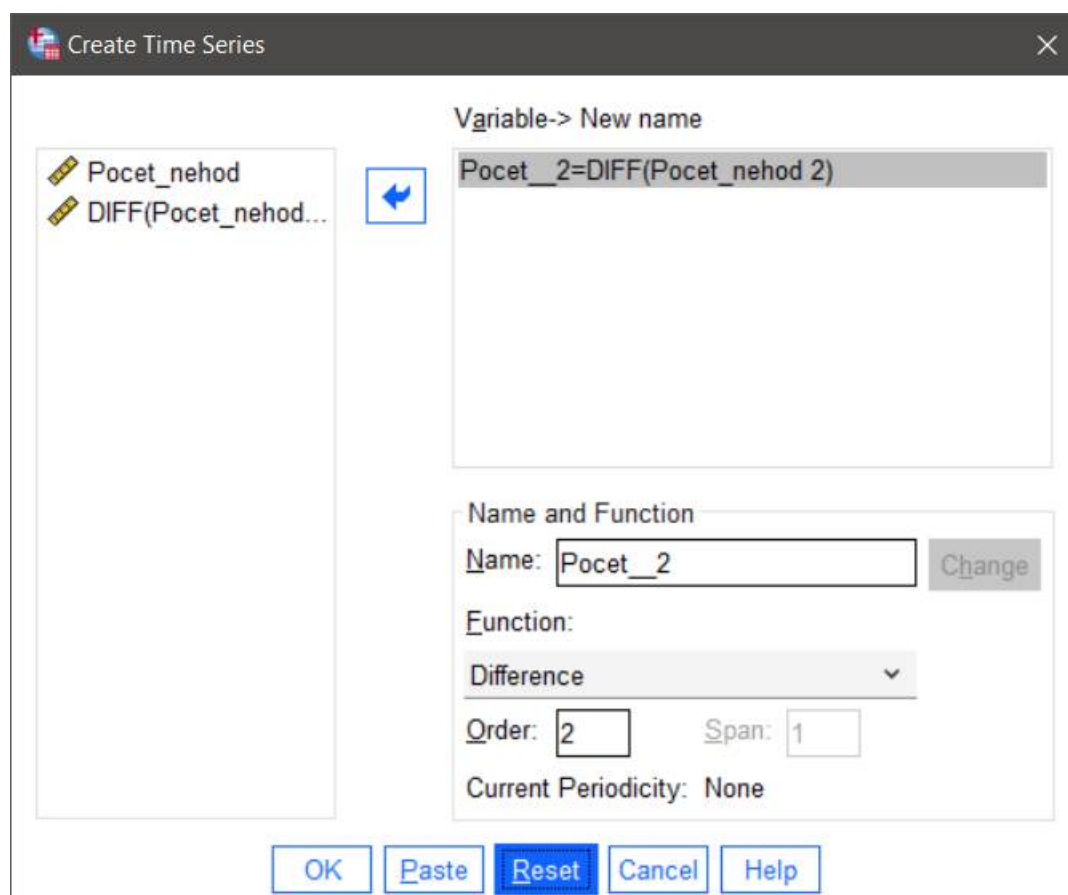 Create Time Series
Variable-> New name
Pocet_nehod
DIFF(Pocet_nehod...
Pocet__2=DIFF(Pocet_nehod 2)
Name and Function
Name: Pocet__2 Change
Function:
Difference
Order: 2 Span: 1
Current Periodicity: None
OK Paste Reset Cancel Help